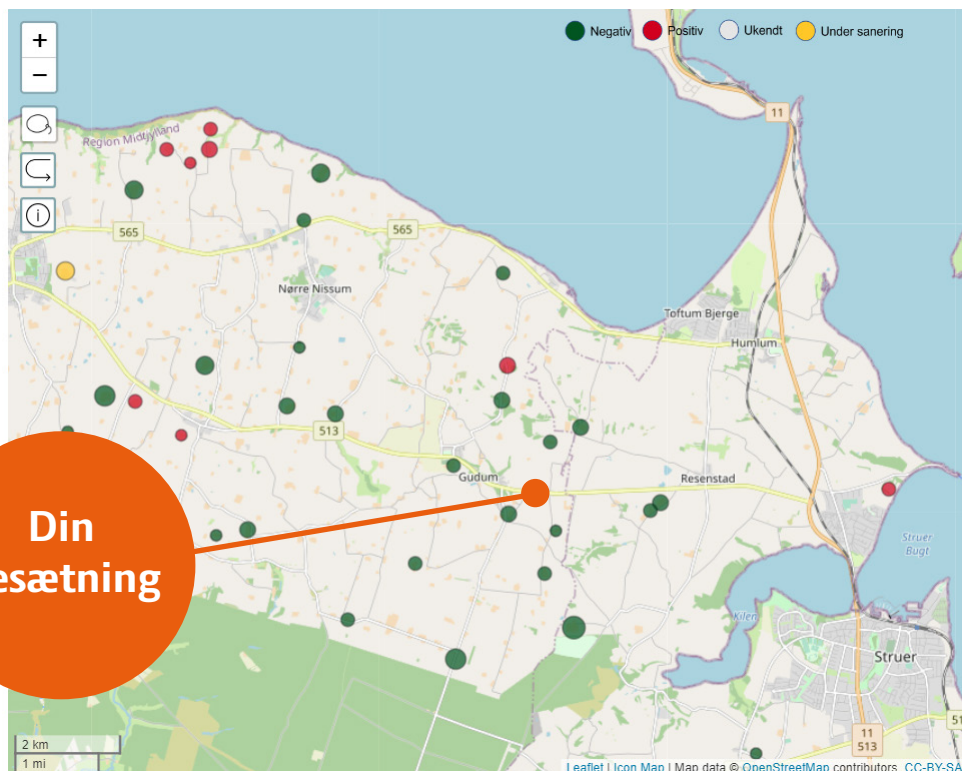 +
−
Negativ Positiv Ukendt Under sanering
11
Region Midtjylland
565
565
Nørre Nissum
Toftum Bjerge
Humlum
513
Gudum
Resenstad
Din
esætning
Struer
Bugt
Kilen
Struer
11
513
51
2 km
1 mi
Leaflet | Icon Map | Map data © OpenStreetMap contributors, CC-BY-SA